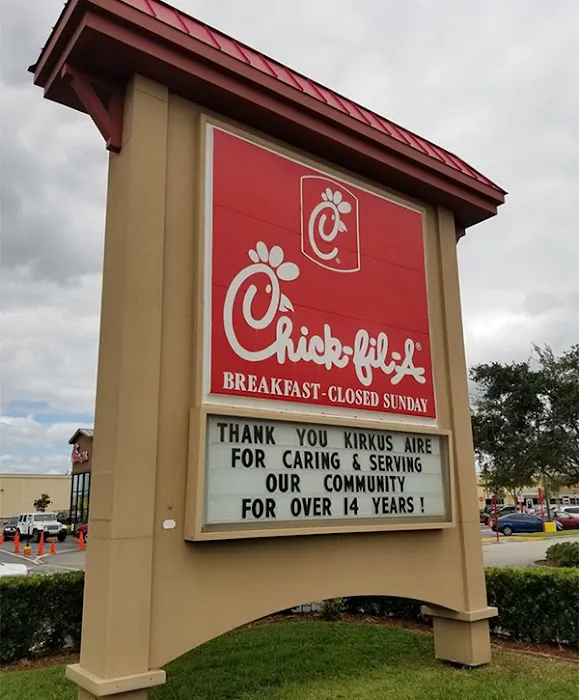 Chick-fil-A®
BREAKFAST-CLOSED SUNDAY
THANK YOU KIRKUS AIRE
FOR CARING & SERVING
OUR COMMUNITY
FOR OVER 14 YEARS!